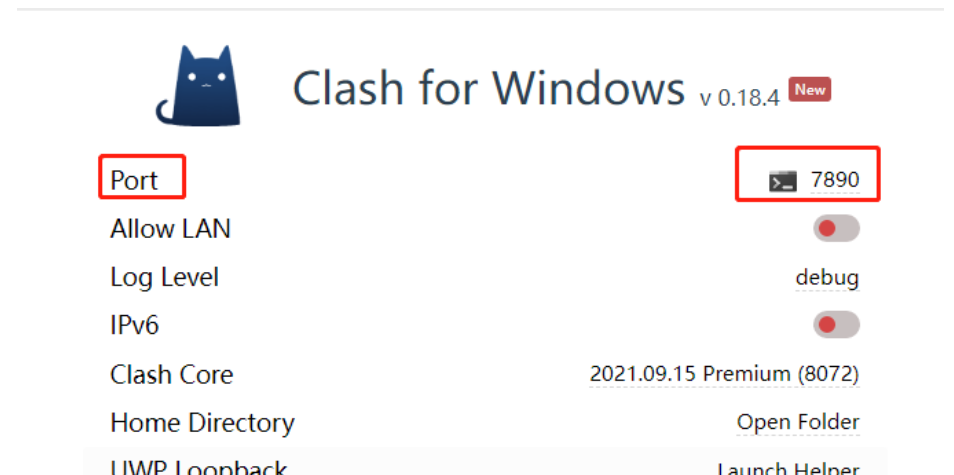 Clash for Windows v 0.18.4 New
Port 7890
Allow LAN
Log Level debug
IPv6
Clash Core 2021.09.15 Premium (8072)
Home Directory Open Folder
UWP Loopback Launch Helper